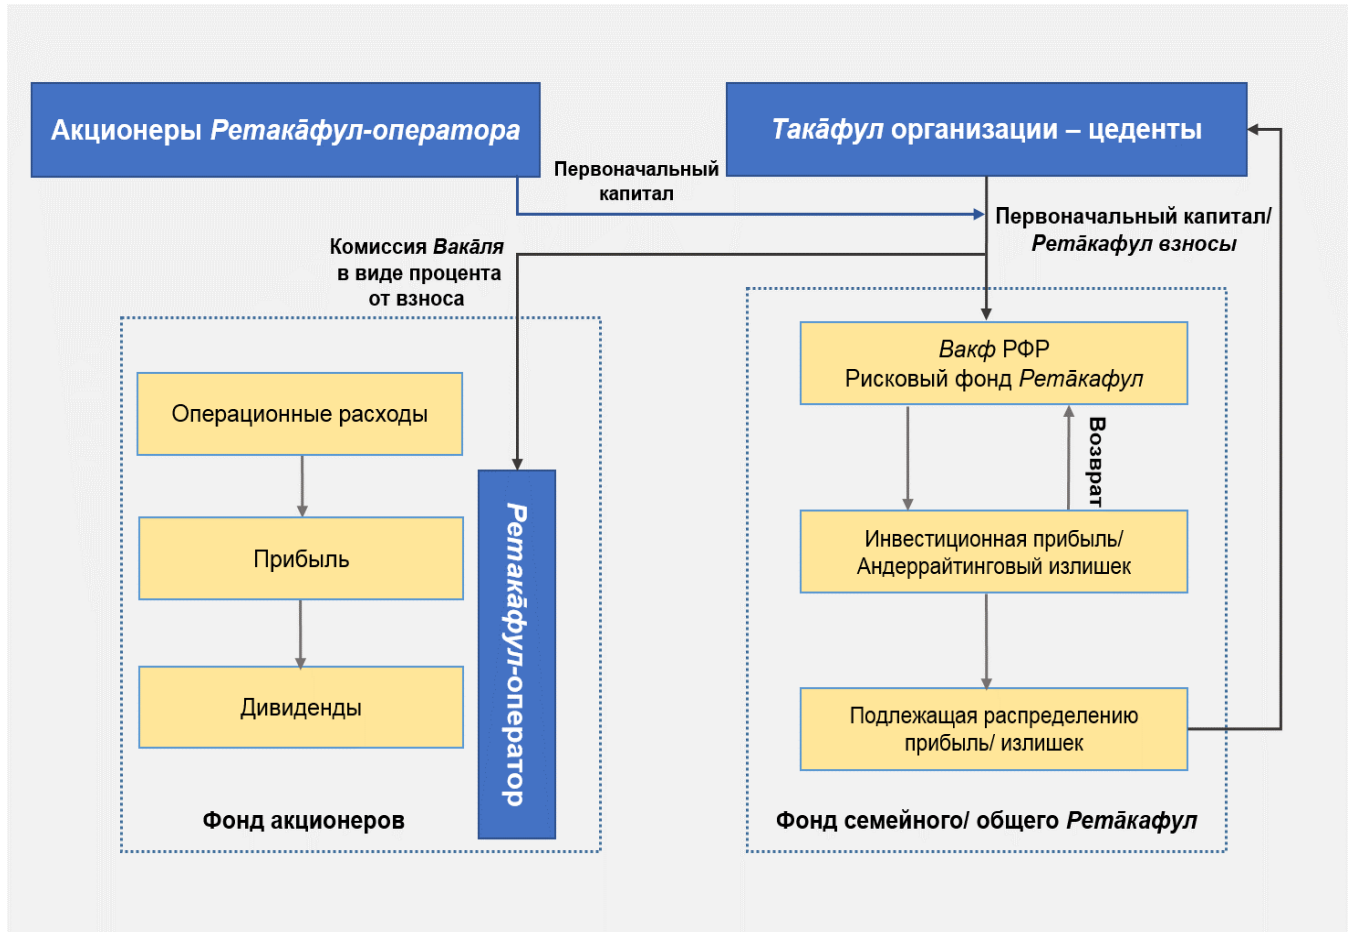 Акционеры Ретакāфул-оператора
Такāфул организации – цеденты
Первоначальный
капитал
Первоначальный капитал/
Ретāкафул взносы
Комиссия Вакāля
в виде процента
от взноса
Операционные расходы
Прибыль
Дивиденды
Ретакāфул-оператор
Фонд акционеров
Вакф РФР
Рисковый фонд Ретāкафул
Возврат
Инвестиционная прибыль/
Андеррайтинговый излишек
Подлежащая распределению
прибыль/ излишек
Фонд семейного/ общего Ретāкафул